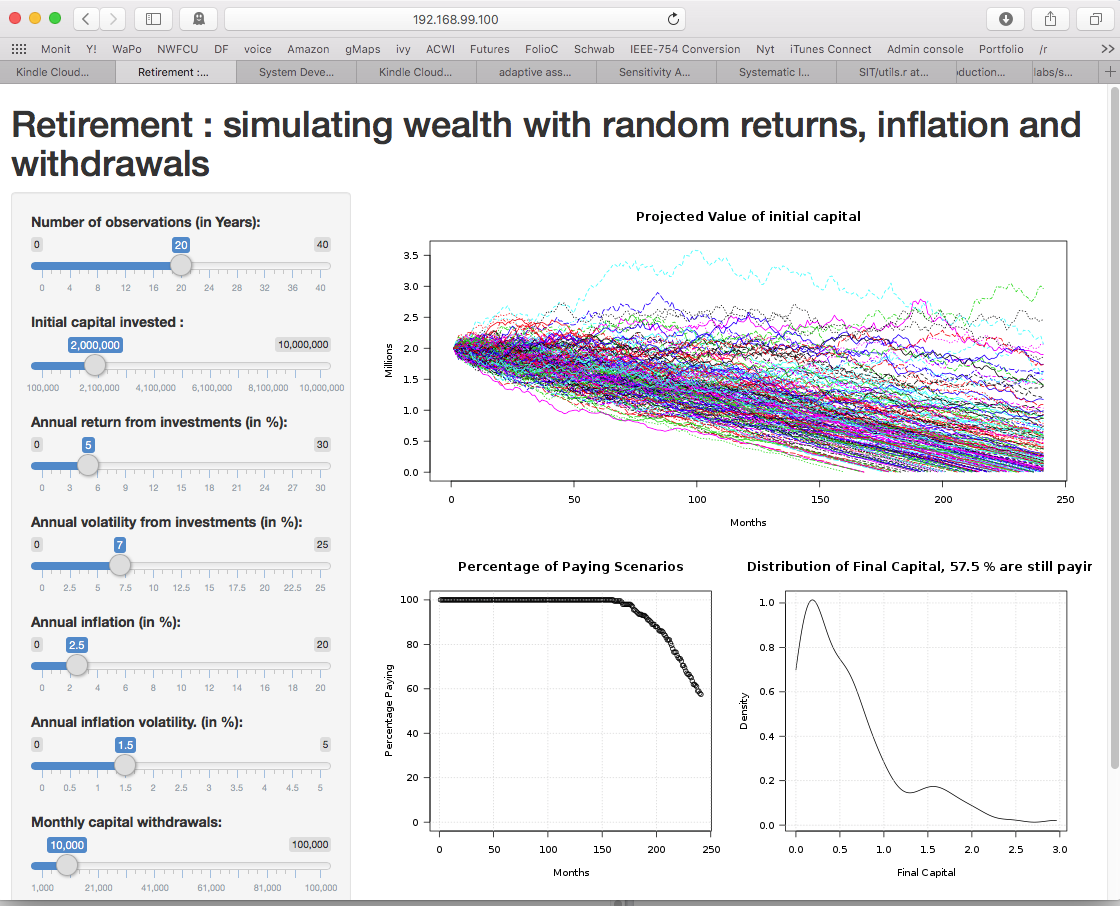 192.168.99.100
Monit Y! WaPo NWFCU DF voice Amazon gMaps ivy ACWI Futures FolioC Schwab IEEE-754 Conversion Nyt iTunes Connect Admin console Portfolio /r
Kindle Cloud... Retirement :... System Deve... Kindle Cloud... adaptive ass... Sensitivity A... Systematic I... SIT/utils.r at... duction... labs/s...
Retirement : simulating wealth with random returns, inflation and
withdrawals
Number of observations (in Years):
0 20 40
0 4 8 12 16 20 24 28 32 36 40
Initial capital invested :
2,000,000 10,000,000
100,000 2,100,000 4,100,000 6,100,000 8,100,000 10,000,000
Annual return from investments (in %):
0 5 30
0 3 6 9 12 15 18 21 24 27 30
Annual volatility from investments (in %):
0 7 25
0 2.5 5 7.5 10 12.5 15 17.5 20 22.5 25
Annual inflation (in %):
0 2.5 20
0 2 4 6 8 10 12 14 16 18 20
Annual inflation volatility. (in %):
0 1.5 5
0 0.5 1 1.5 2 2.5 3 3.5 4 4.5 5
Monthly capital withdrawals:
10,000 100,000
1,000 21,000 41,000 61,000 81,000 100,000
Projected Value of initial capital
Millions
3.5
3.0
2.5
2.0
1.5
1.0
0.5
0.0
0 50 100 150 200 250
Months
Percentage of Paying Scenarios
Percentage Paying
100
80
60
40
20
0
0 50 100 150 200 250
Months
Distribution of Final Capital, 57.5 % are still payin
Density
1.0
0.8
0.6
0.4
0.2
0.0
0.0 0.5 1.0 1.5 2.0 2.5 3.0
Final Capital